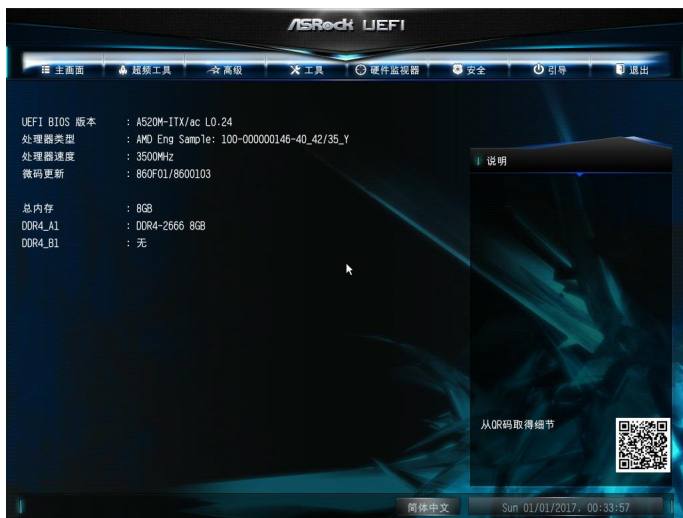 ASRock UEFI
主画面 超频工具 高级 工具 硬件监视器 安全 引导 退出
UEFI BIOS 版本 : A520M-ITX/ac L0.24
处理器类型 : AMD Eng Sample: 100-000000146-40_42/35_Y
处理器速度 : 3500MHz
微码更新 : 860F01/8600103
说明
总内存 : 8GB
DDR4_A1 : DDR4-2666 8GB
DDR4_B1 : 无
从QR码取得细节
简体中文 Sun 01/01/2017, 00:33:57